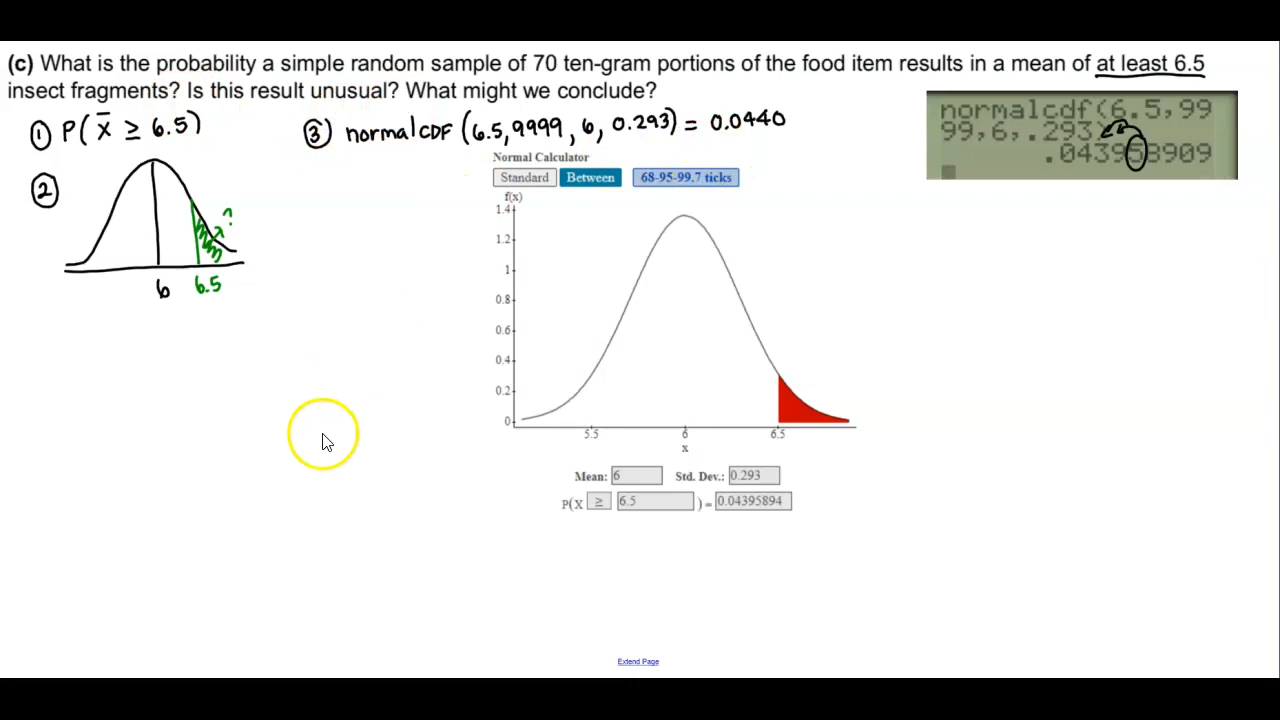 (c) What is the probability a simple random sample of 70 ten-gram portions of the food item results in a mean of at least 6.5
insect fragments? Is this result unusual? What might we conclude?
① P( x̄ ≥ 6.5)
③ normalCDF (6.5,9999 , 6, 0.293) = 0.0440
normalcdf(6.5,99
99,6,.293)
.0439583909
②
?
6
6.5
Normal Calculator
Standard
Between
68-95-99.7 ticks
f(x)
1.4
1.2
1
0.8
0.6
0.4
0.2
0
5.5
6
6.5
x
Mean: 6 Std. Dev.: 0.293
P(X ≥ 6.5 ) = 0.04395894
Extend Page